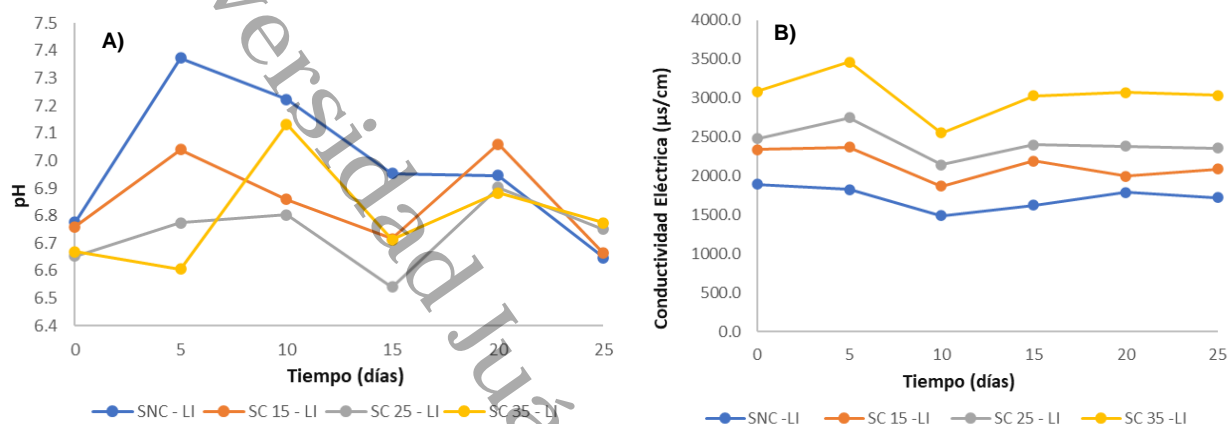 A)
pH
7.5
7.4
7.3
7.2
7.1
7.0
6.9
6.8
6.7
6.6
6.5
6.4
0 5 10 15 20 25
Tiempo (días)
SNC - LI SC 15 - LI SC 25 - LI SC 35 - LI
B)
Conductividad Eléctrica (µs/cm)
4000.0
3500.0
3000.0
2500.0
2000.0
1500.0
1000.0
500.0
0.0
0 5 10 15 20 25
Tiempo (días)
SNC -LI SC 15 - LI SC 25 - LI SC 35 -LI
versidad Juá